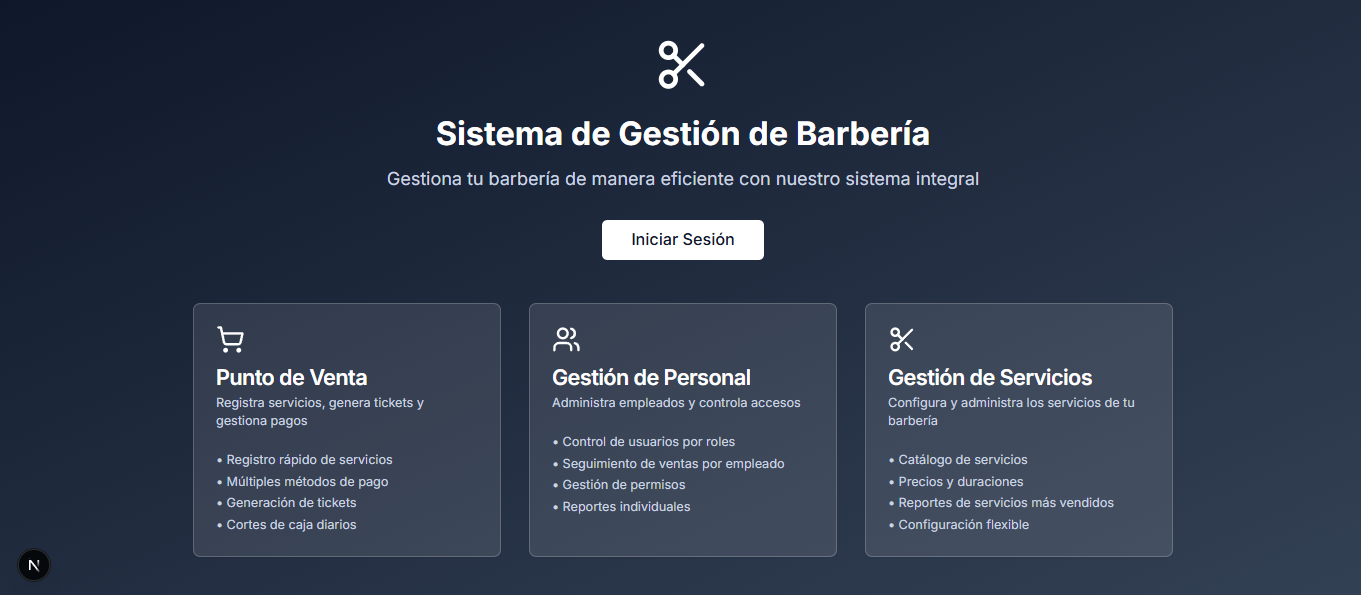 Sistema de Gestión de Barbería
Gestiona tu barbería de manera eficiente con nuestro sistema integral
Iniciar Sesión
Punto de Venta
Registra servicios, genera tickets y
gestiona pagos
• Registro rápido de servicios
• Múltiples métodos de pago
• Generación de tickets
• Cortes de caja diarios
Gestión de Personal
Administra empleados y controla accesos
• Control de usuarios por roles
• Seguimiento de ventas por empleado
• Gestión de permisos
• Reportes individuales
Gestión de Servicios
Configura y administra los servicios de tu
barbería
• Catálogo de servicios
• Precios y duraciones
• Reportes de servicios más vendidos
• Configuración flexible
N